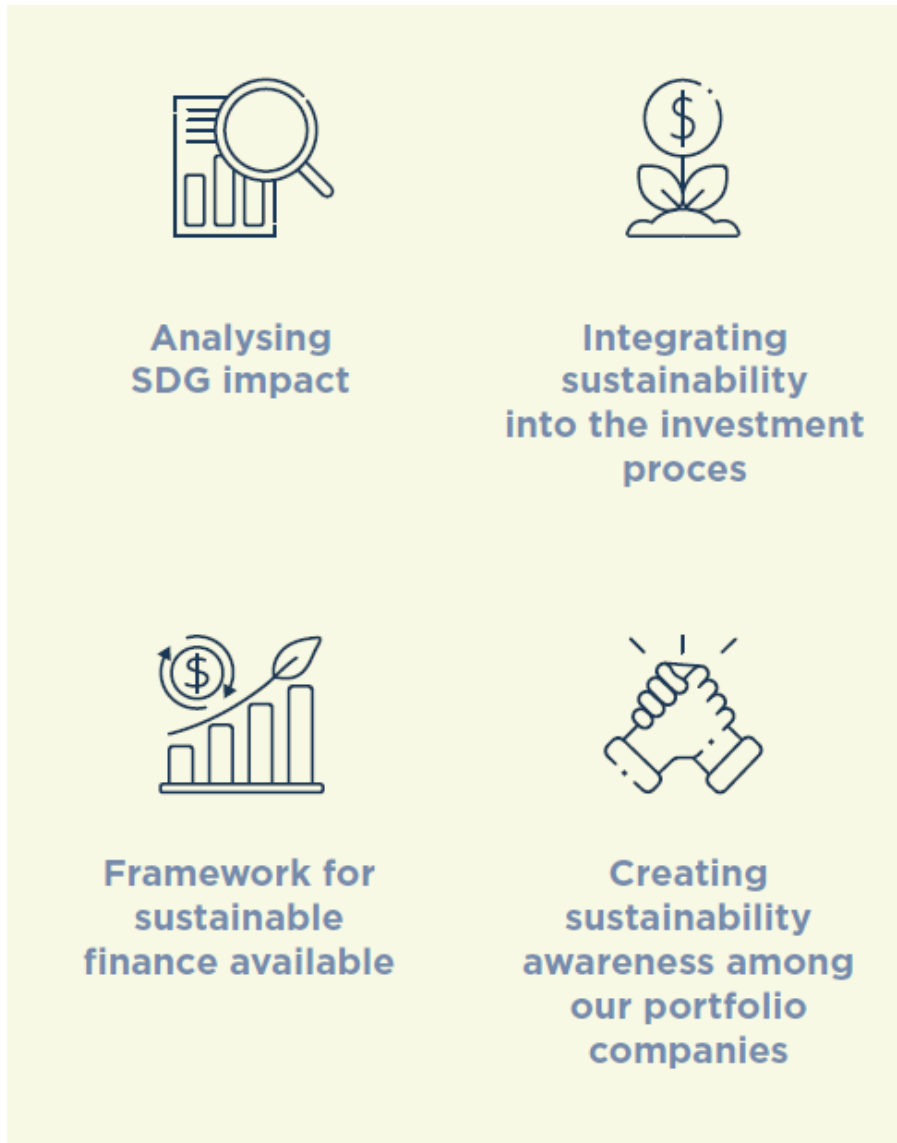 $
Analysing
SDG impact
$
Integrating
sustainability
into the investment
proces
$
Framework for
sustainable
finance available
Creating
sustainability
awareness among
our portfolio
companies